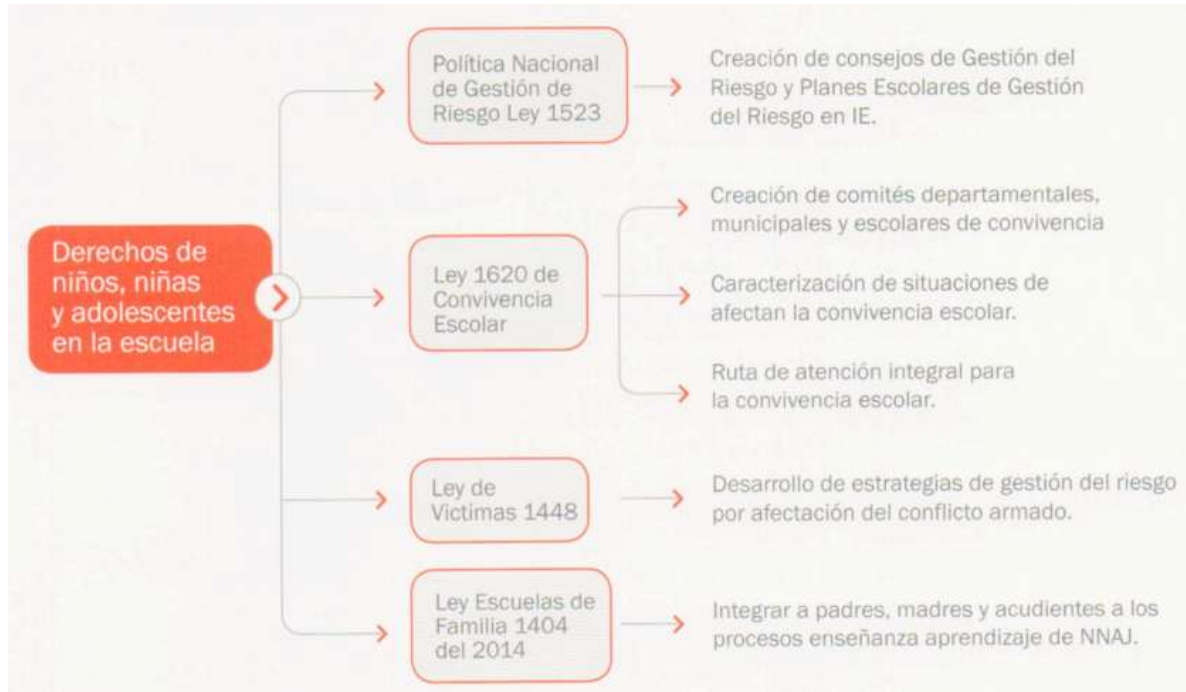 Derechos de
niños, niñas
y adolescentes
en la escuela
Política Nacional
de Gestión de
Riesgo Ley 1523
Creación de consejos de Gestión del
Riesgo y Planes Escolares de Gestión
del Riesgo en IE.
Ley 1620 de
Convivencia
Escolar
Creación de comités departamentales,
municipales y escolares de convivencia
Caracterización de situaciones de
afectan la convivencia escolar.
Ruta de atención integral para
la convivencia escolar.
Ley de
Victimas 1448
Desarrollo de estrategias de gestión del riesgo
por afectación del conflicto armado.
Ley Escuelas de
Familia 1404
del 2014
Integrar a padres, madres y acudientes a los
procesos enseñanza aprendizaje de NNAJ.